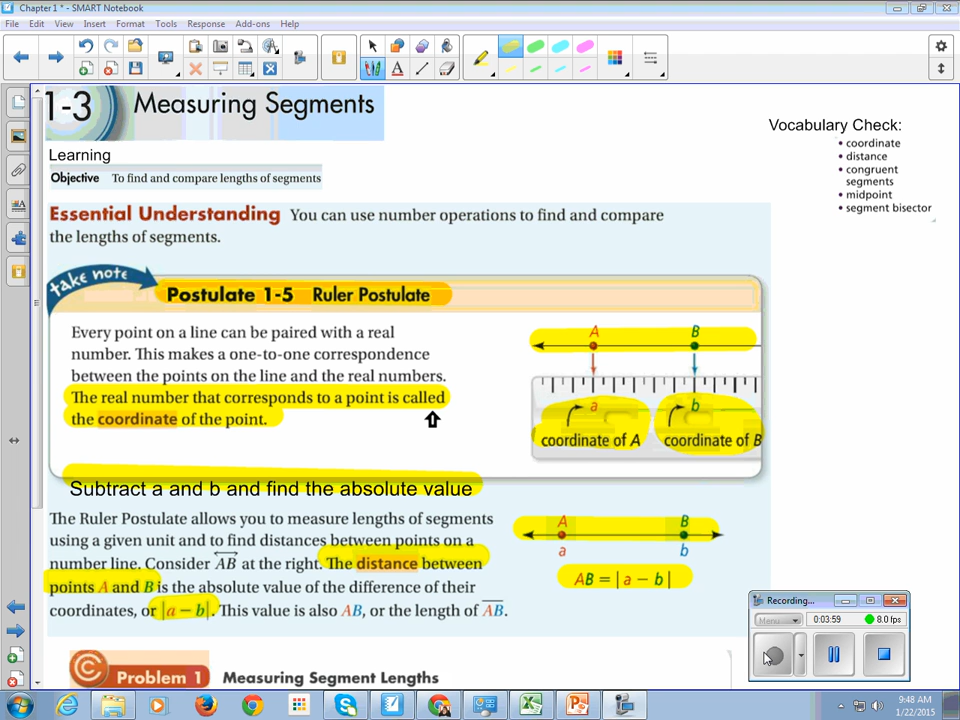 Chapter 1 * - SMART Notebook
File Edit View Insert Format Tools Response Add-ons Help
1-3 Measuring Segments
Vocabulary Check:
• coordinate
• distance
• congruent
segments
• midpoint
• segment bisector
Learning
Objective To find and compare lengths of segments
Essential Understanding You can use number operations to find and compare
the lengths of segments.
take note
Postulate 1-5 Ruler Postulate
Every point on a line can be paired with a real
number. This makes a one-to-one correspondence
between the points on the line and the real numbers.
The real number that corresponds to a point is called
the coordinate of the point.
A B
a b
coordinate of A coordinate of B
Subtract a and b and find the absolute value
The Ruler Postulate allows you to measure lengths of segments
using a given unit and to find distances between points on a
number line. Consider AB at the right. The distance between
points A and B is the absolute value of the difference of their
coordinates, or |a − b|. This value is also AB, or the length of AB.
A B
a b
AB = | a − b |
Recording...
Menu 0:03:59 8.0 fps
Problem 1 Measuring Segment Lengths
9:48 AM
1/22/2015